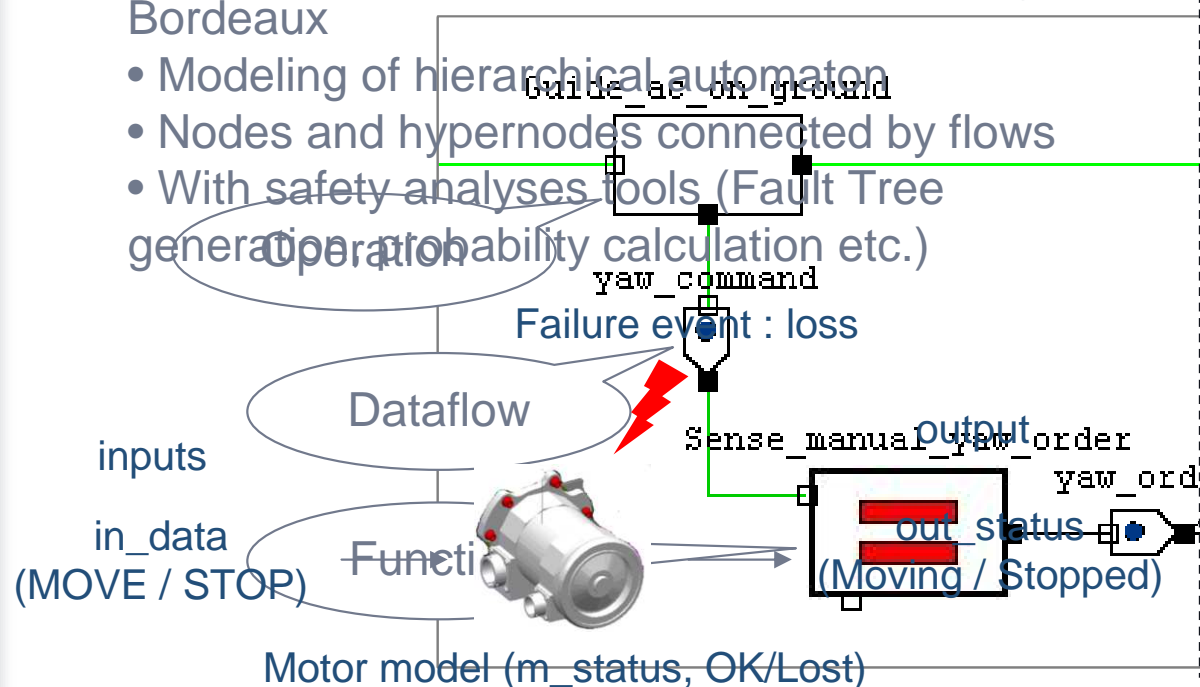 Bordeaux
• Modeling of hierarchical automaton
Guide_ac_on_ground
• Nodes and hypernodes connected by flows
• With safety analyses tools (Fault Tree
generation, probability calculation etc.)
Operation
yaw_command
Failure event : loss
Dataflow
output
Sense_manual_yaw_order
inputs
yaw_ord
in_data
out_status
(MOVE / STOP)
Functi
(Moving / Stopped)
Motor model (m_status, OK/Lost)